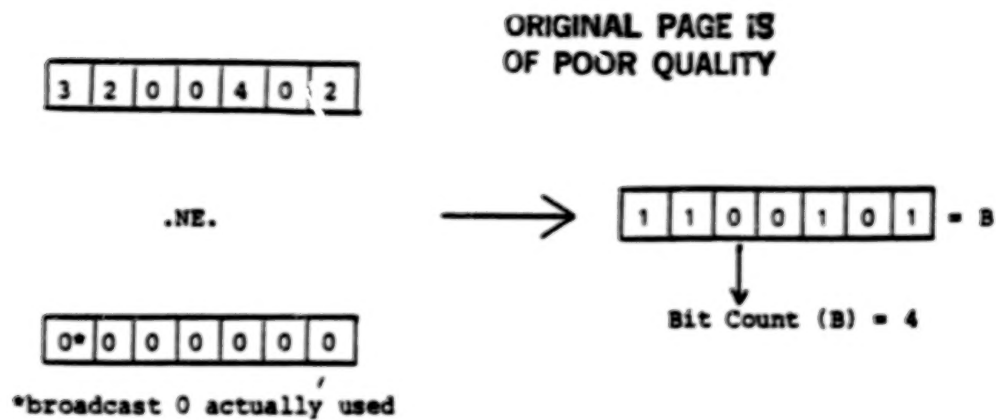 ORIGINAL PAGE IS
OF POOR QUALITY
3 2 0 0 4 0 2
.NE.
1 1 0 0 1 0 1 = B
Bit Count (B) = 4
0* 0 0 0 0 0 0
*broadcast 0 actually used